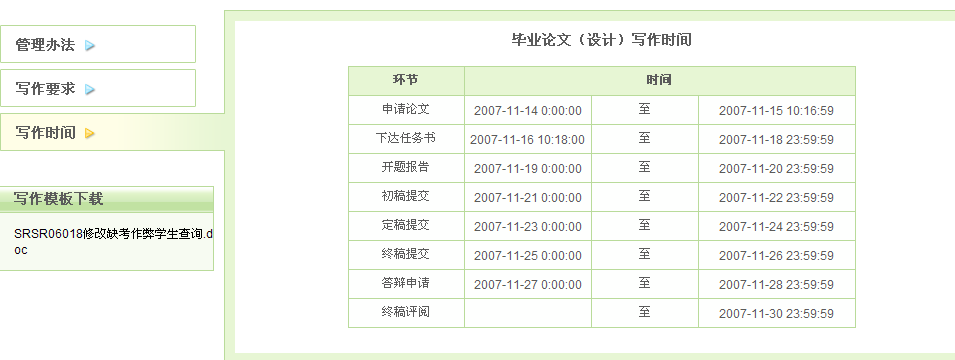 管理办法
写作要求
写作时间
写作模板下载
SRSR06018修改缺考作弊学生查询.d
oc
毕业论文（设计）写作时间
环节 时间
申请论文 2007-11-14 0:00:00 至 2007-11-15 10:16:59
下达任务书 2007-11-16 10:18:00 至 2007-11-18 23:59:59
开题报告 2007-11-19 0:00:00 至 2007-11-20 23:59:59
初稿提交 2007-11-21 0:00:00 至 2007-11-22 23:59:59
定稿提交 2007-11-23 0:00:00 至 2007-11-24 23:59:59
终稿提交 2007-11-25 0:00:00 至 2007-11-26 23:59:59
答辩申请 2007-11-27 0:00:00 至 2007-11-28 23:59:59
终稿评阅 至 2007-11-30 23:59:59